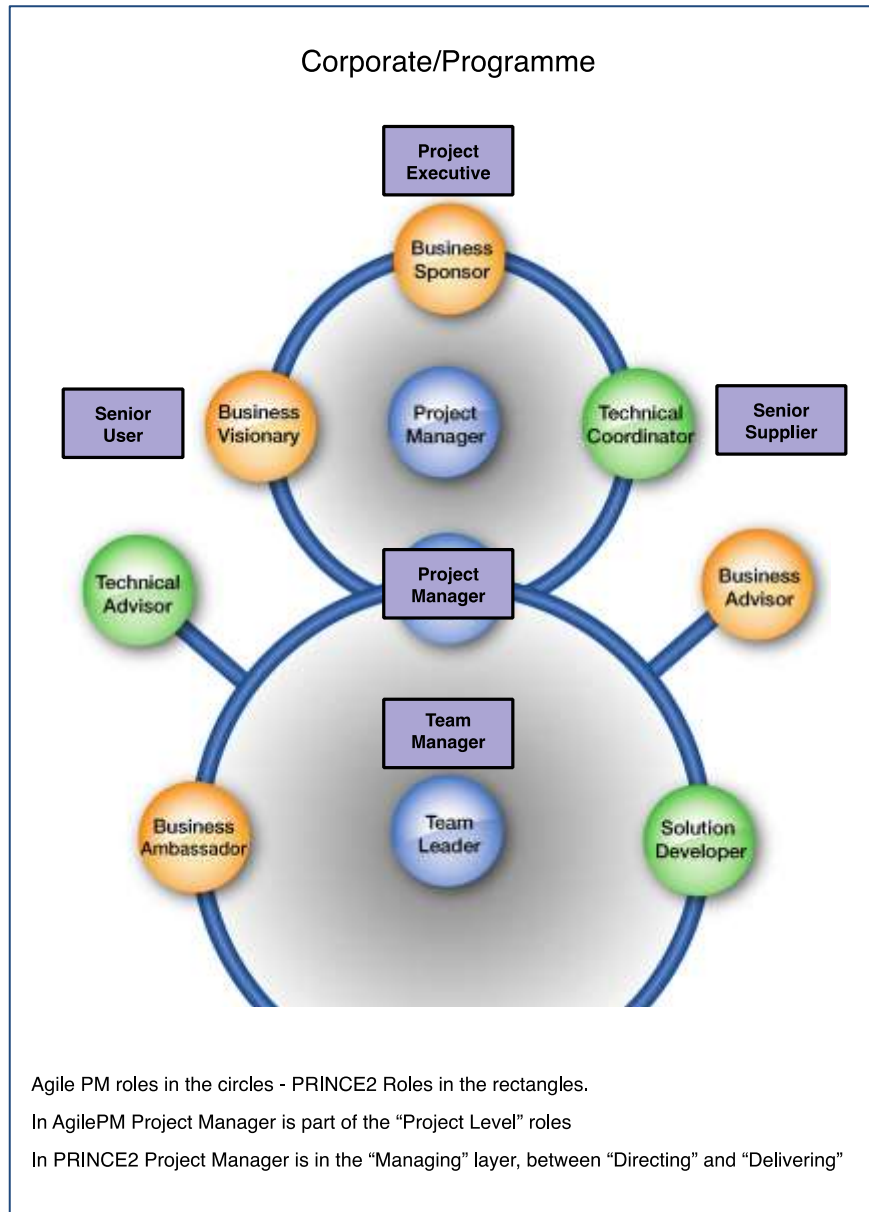 Corporate/Programme
Project
Executive
Business
Sponsor
Senior
User
Business
Visionary
Project
Manager
Technical
Coordinator
Senior
Supplier
Technical
Advisor
Project
Manager
Business
Advisor
Team
Manager
Business
Ambassador
Team
Leader
Solution
Developer
Agile PM roles in the circles - PRINCE2 Roles in the rectangles.
In AgilePM Project Manager is part of the “Project Level” roles
In PRINCE2 Project Manager is in the “Managing” layer, between “Directing” and “Delivering”